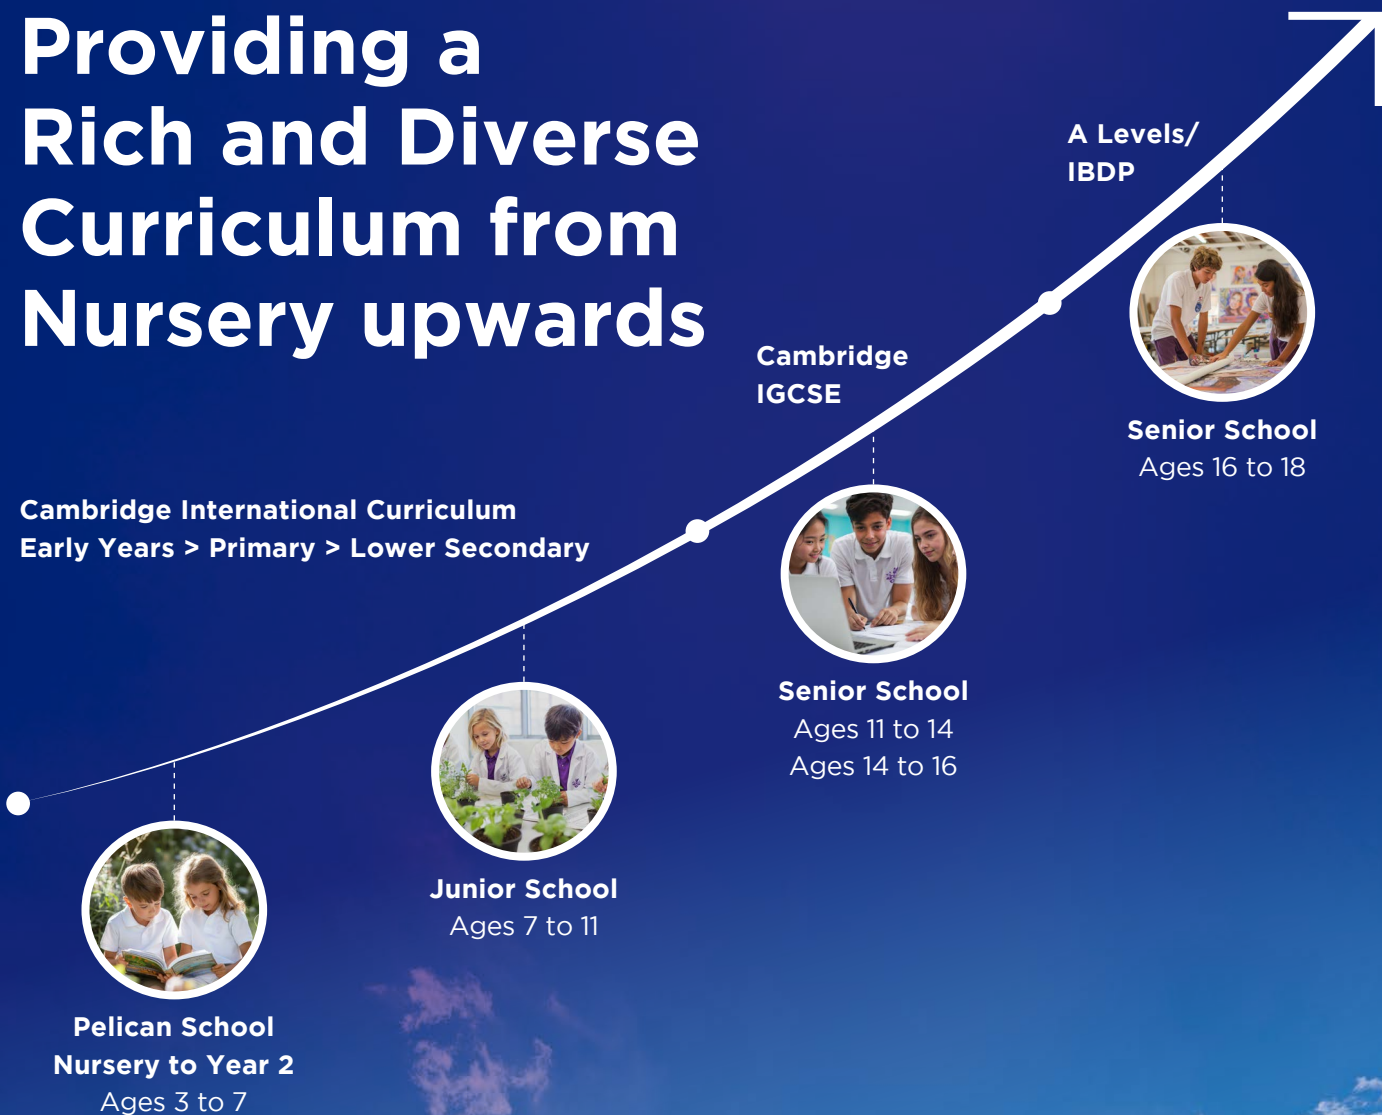 Providing a
Rich and Diverse
Curriculum from
Nursery upwards
A Levels/
IBDP
Senior School
Ages 16 to 18
Cambridge
IGCSE
Senior School
Ages 11 to 14
Ages 14 to 16
Cambridge International Curriculum
Early Years > Primary > Lower Secondary
Junior School
Ages 7 to 11
Pelican School
Nursery to Year 2
Ages 3 to 7